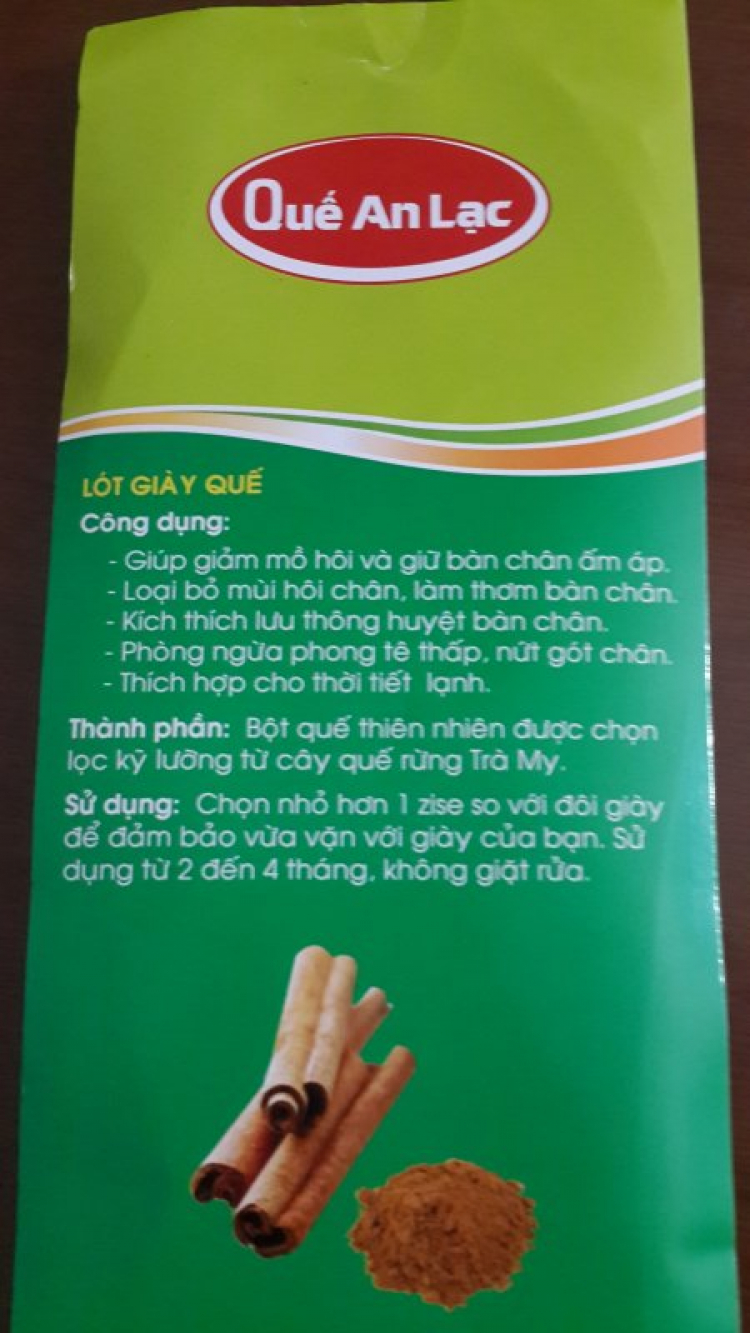 Quế An Lạc
LÓT GIÀY QUẾ
Công dụng:
- Giúp giảm mồ hôi và giữ bàn chân ấm áp.
- Loại bỏ mùi hôi chân, làm thơm bàn chân.
- Kích thích lưu thông huyệt bàn chân.
- Phòng ngừa phong tê thấp, nứt gót chân.
- Thích hợp cho thời tiết lạnh.
Thành phần: Bột quế thiên nhiên được chọn
lọc kỹ lưỡng từ cây quế rừng Trà My.
Sử dụng: Chọn nhỏ hơn 1 zise so với đôi giày
để đảm bảo vừa vặn với giày của bạn. Sử
dụng từ 2 đến 4 tháng, không giặt rửa.